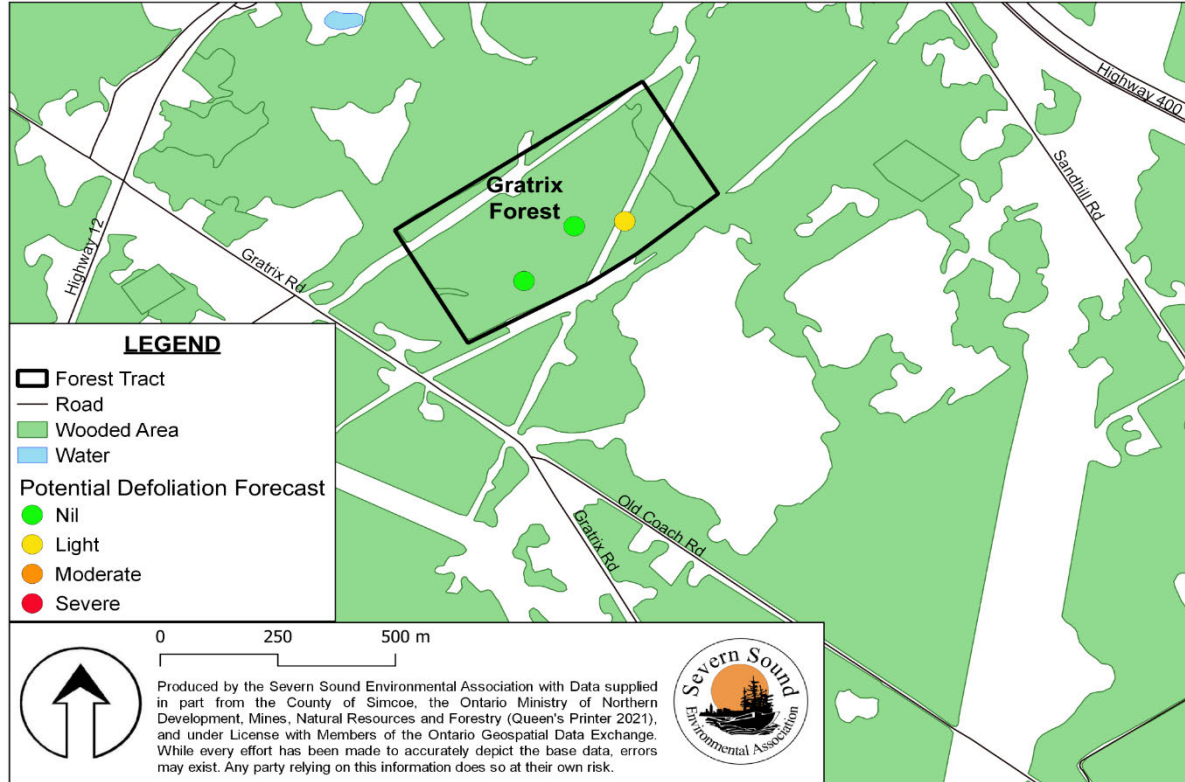 Highway 400
Sandhill Rd
Gratrix
Forest
Highway 12
Gratrix Rd
Old Coach Rd
Gratrix Rd
LEGEND
Forest Tract
Road
Wooded Area
Water
Potential Defoliation Forecast
Nil
Light
Moderate
Severe
0 250 500 m
Produced by the Severn Sound Environmental Association with Data supplied
in part from the County of Simcoe, the Ontario Ministry of Northern
Development, Mines, Natural Resources and Forestry (Queen's Printer 2021),
and under License with Members of the Ontario Geospatial Data Exchange.
While every effort has been made to accurately depict the base data, errors
may exist. Any party relying on this information does so at their own risk.
Severn Sound
Environmental Association